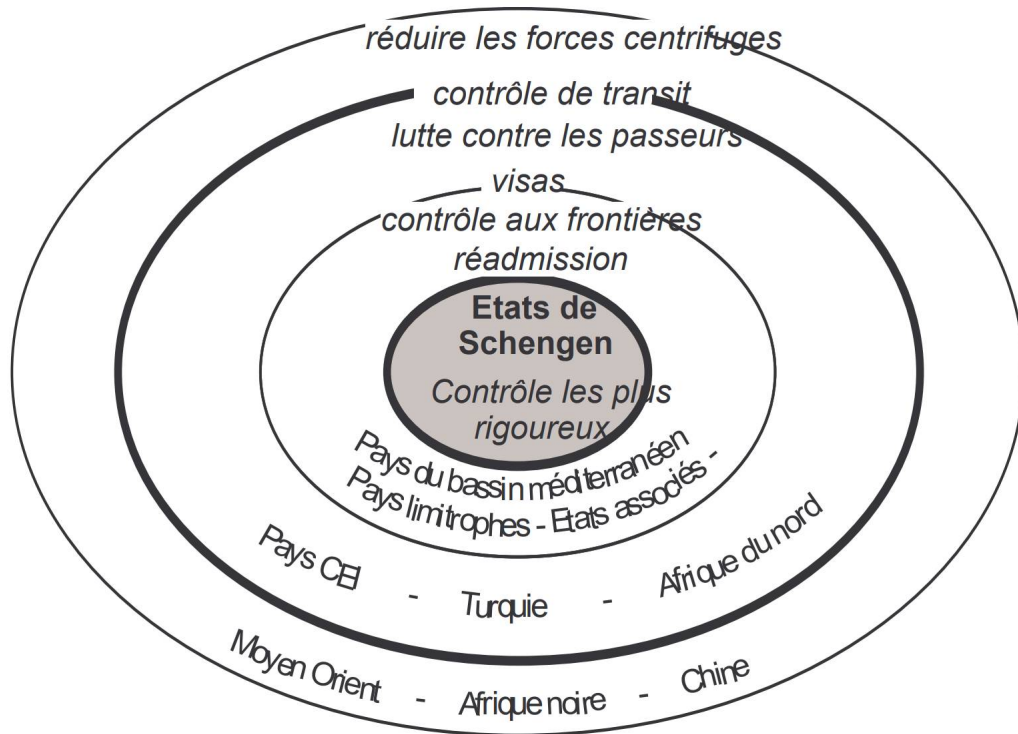 réduire les forces centrifuges
contrôle de transit
lutte contre les passeurs
visas
contrôle aux frontières
réadmission
Etats de
Schengen
Contrôle les plus
rigoureux
Pays du bassin méditerranéen
Pays limitrophes - Etats associés -
Pays CEI - Turquie - Afrique du nord
Moyen Orient - Afrique noire - Chine